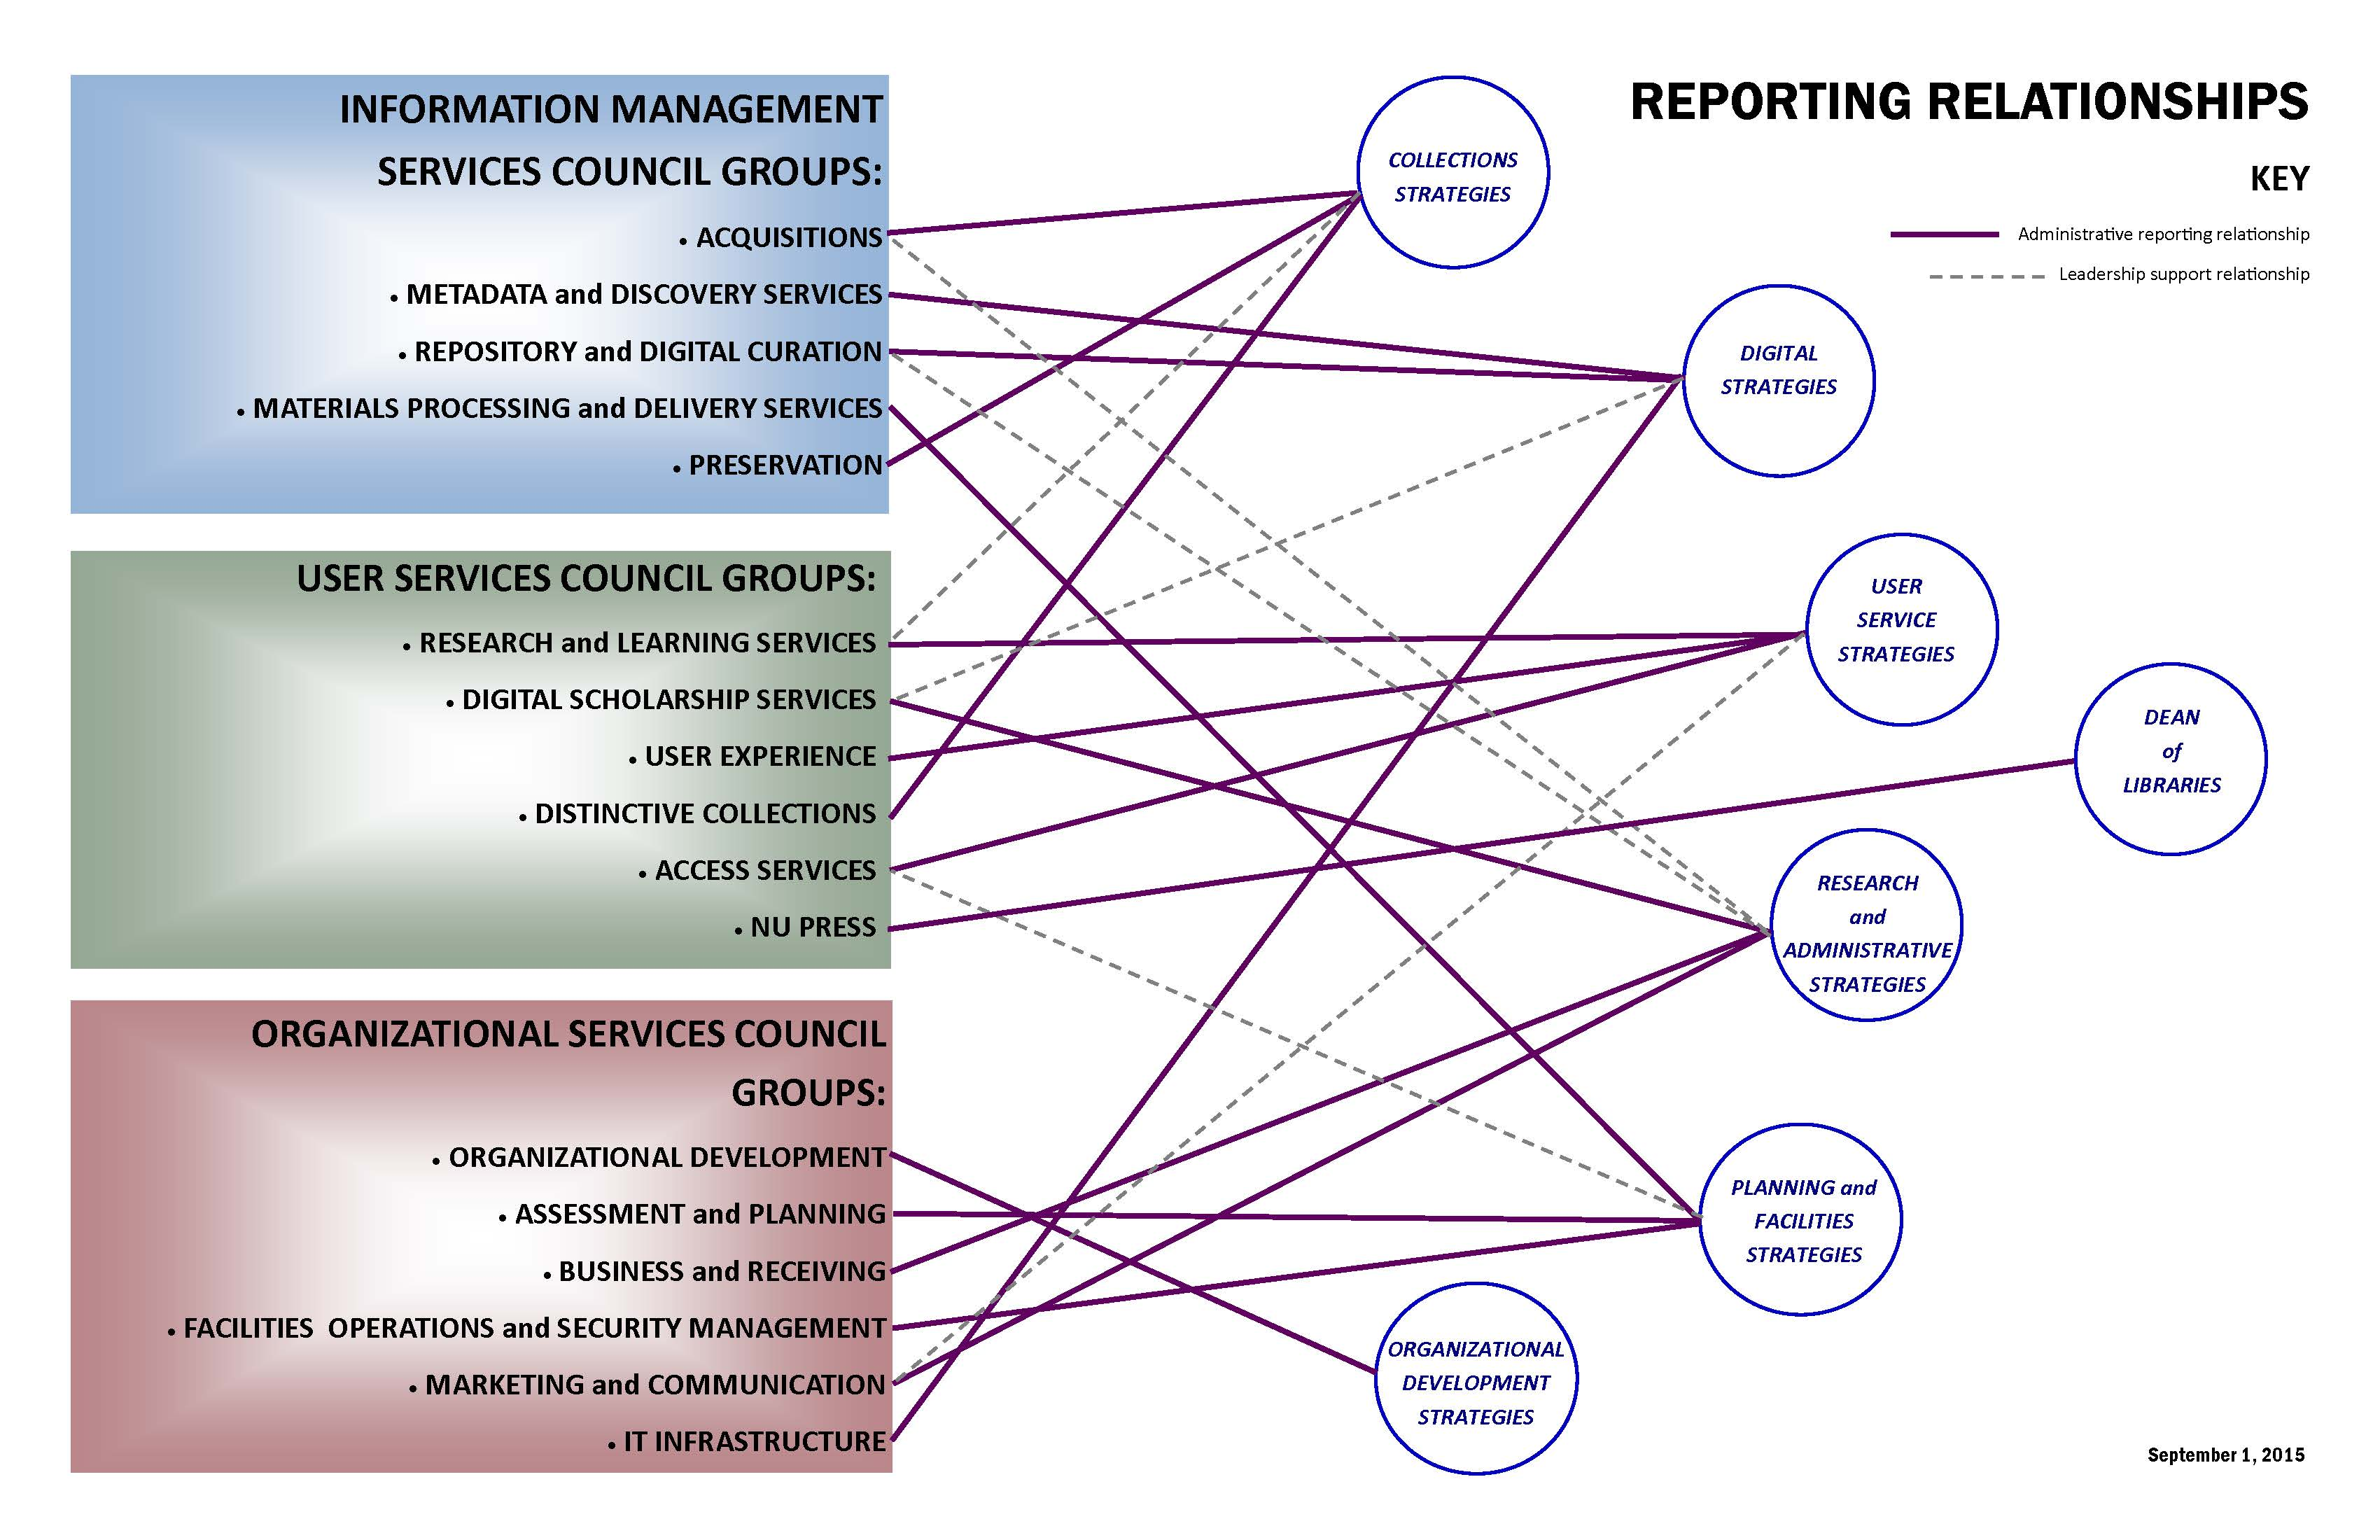 INFORMATION MANAGEMENT
SERVICES COUNCIL GROUPS:
• ACQUISITIONS
• METADATA and DISCOVERY SERVICES
• REPOSITORY and DIGITAL CURATION
• MATERIALS PROCESSING and DELIVERY SERVICES
• PRESERVATION
USER SERVICES COUNCIL GROUPS:
• RESEARCH and LEARNING SERVICES
• DIGITAL SCHOLARSHIP SERVICES
• USER EXPERIENCE
• DISTINCTIVE COLLECTIONS
• ACCESS SERVICES
• NU PRESS
ORGANIZATIONAL SERVICES COUNCIL
GROUPS:
• ORGANIZATIONAL DEVELOPMENT
• ASSESSMENT and PLANNING
• BUSINESS and RECEIVING
• FACILITIES OPERATIONS and SECURITY MANAGEMENT
• MARKETING and COMMUNICATION
• IT INFRASTRUCTURE
REPORTING RELATIONSHIPS
KEY
Administrative reporting relationship
Leadership support relationship
COLLECTIONS
STRATEGIES
DIGITAL
STRATEGIES
USER
SERVICE
STRATEGIES
DEAN
of
LIBRARIES
RESEARCH
and
ADMINISTRATIVE
STRATEGIES
PLANNING and
FACILITIES
STRATEGIES
ORGANIZATIONAL
DEVELOPMENT
STRATEGIES
September 1, 2015